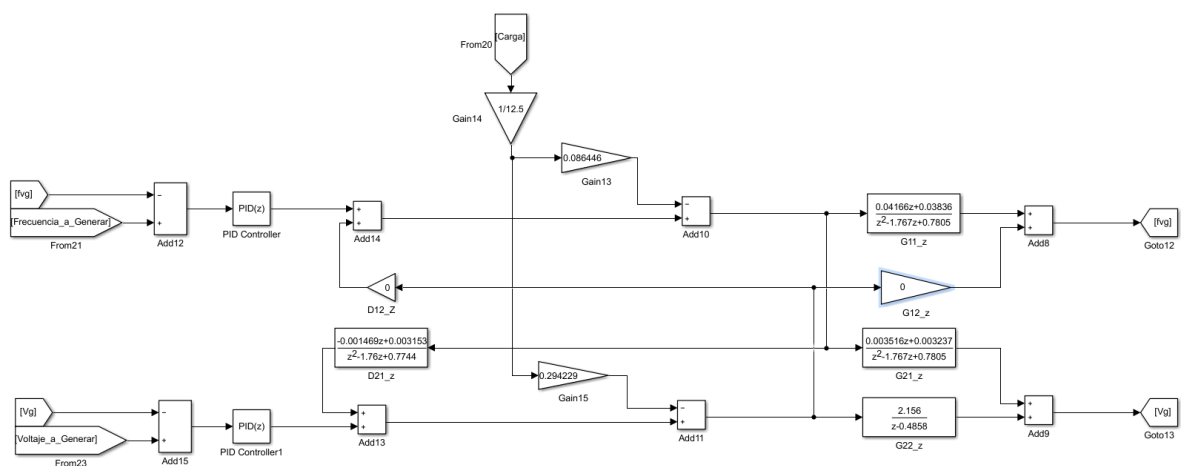 [Carga]
From20
1/12.5
Gain14
0.086446
Gain13
[fvg]
[Frecuencia_a_Generar]
From21
Add12
PID(z)
PID Controller
Add14
Add10
0.04166z+0.03836
z2-1.767z+0.7805
G11_z
Add8
[fvg]
Goto12
0
D12_Z
0
G12_z
-0.001469z+0.003153
z2-1.76z+0.7744
D21_z
0.003516z+0.003237
z2-1.767z+0.7805
G21_z
0.294229
Gain15
[Vg]
[Voltaje_a_Generar]
From23
Add15
PID(z)
PID Controller1
Add13
Add11
2.156
z-0.4858
G22_z
Add9
[Vg]
Goto13